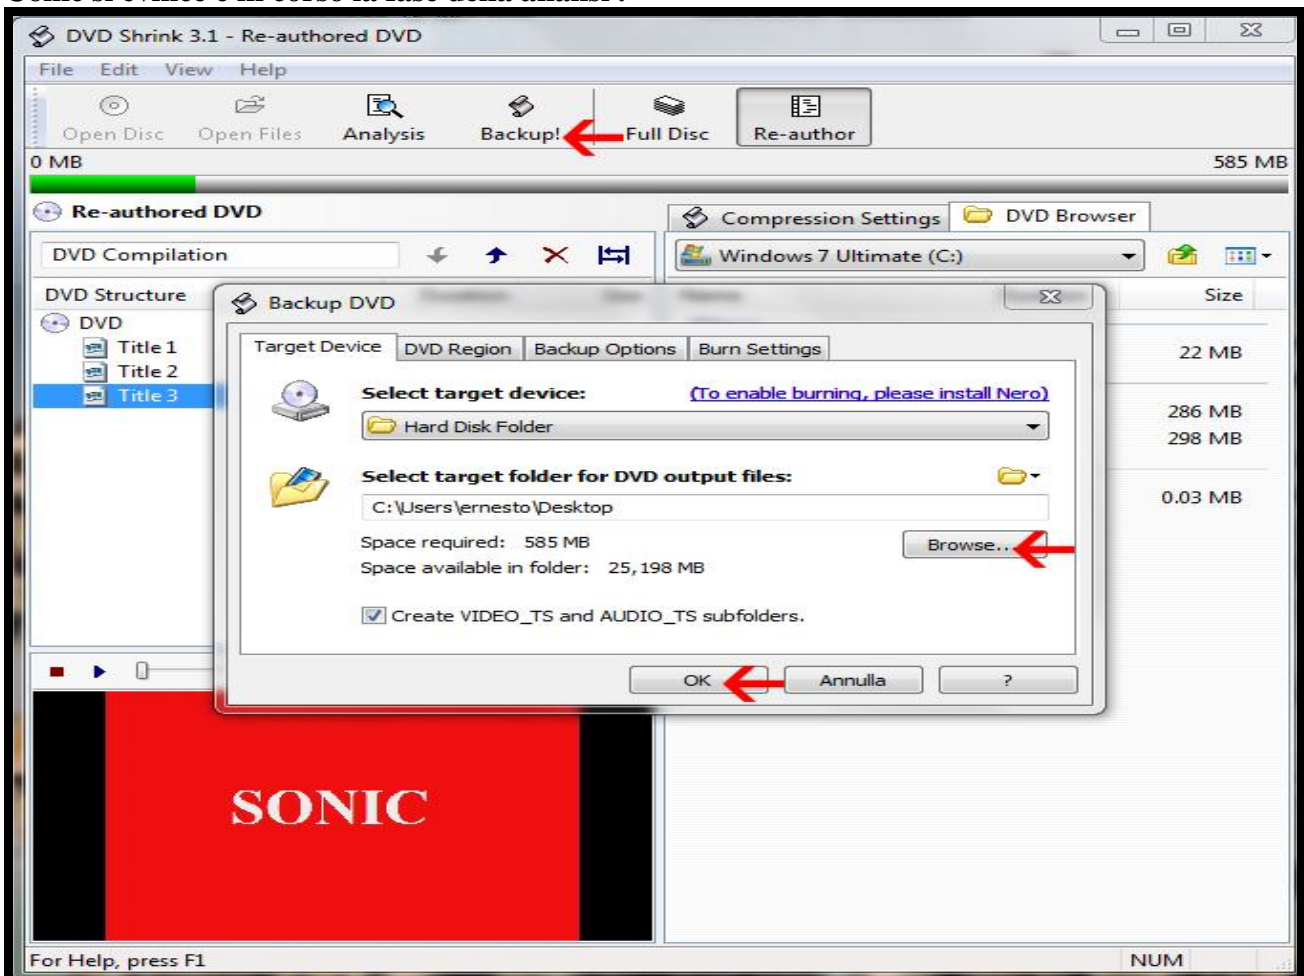 DVD Shrink 3.1 - Re-authored DVD
File Edit View Help
Open Disc Open Files Analysis Backup! Full Disc Re-author
0 MB 585 MB
Re-authored DVD
Compression Settings DVD Browser
DVD Compilation
Windows 7 Ultimate (C:)
DVD Structure
Size
DVD
Title 1
Title 2
Title 3
22 MB
286 MB
298 MB
0.03 MB
Backup DVD
Target Device DVD Region Backup Options Burn Settings
Select target device: (To enable burning, please install Nero)
Hard Disk Folder
Select target folder for DVD output files:
C:\Users\ernesto\Desktop
Space required: 585 MB
Browse...
Space available in folder: 25,198 MB
Create VIDEO_TS and AUDIO_TS subfolders.
OK Annulla ?
SONIC
For Help, press F1 NUM